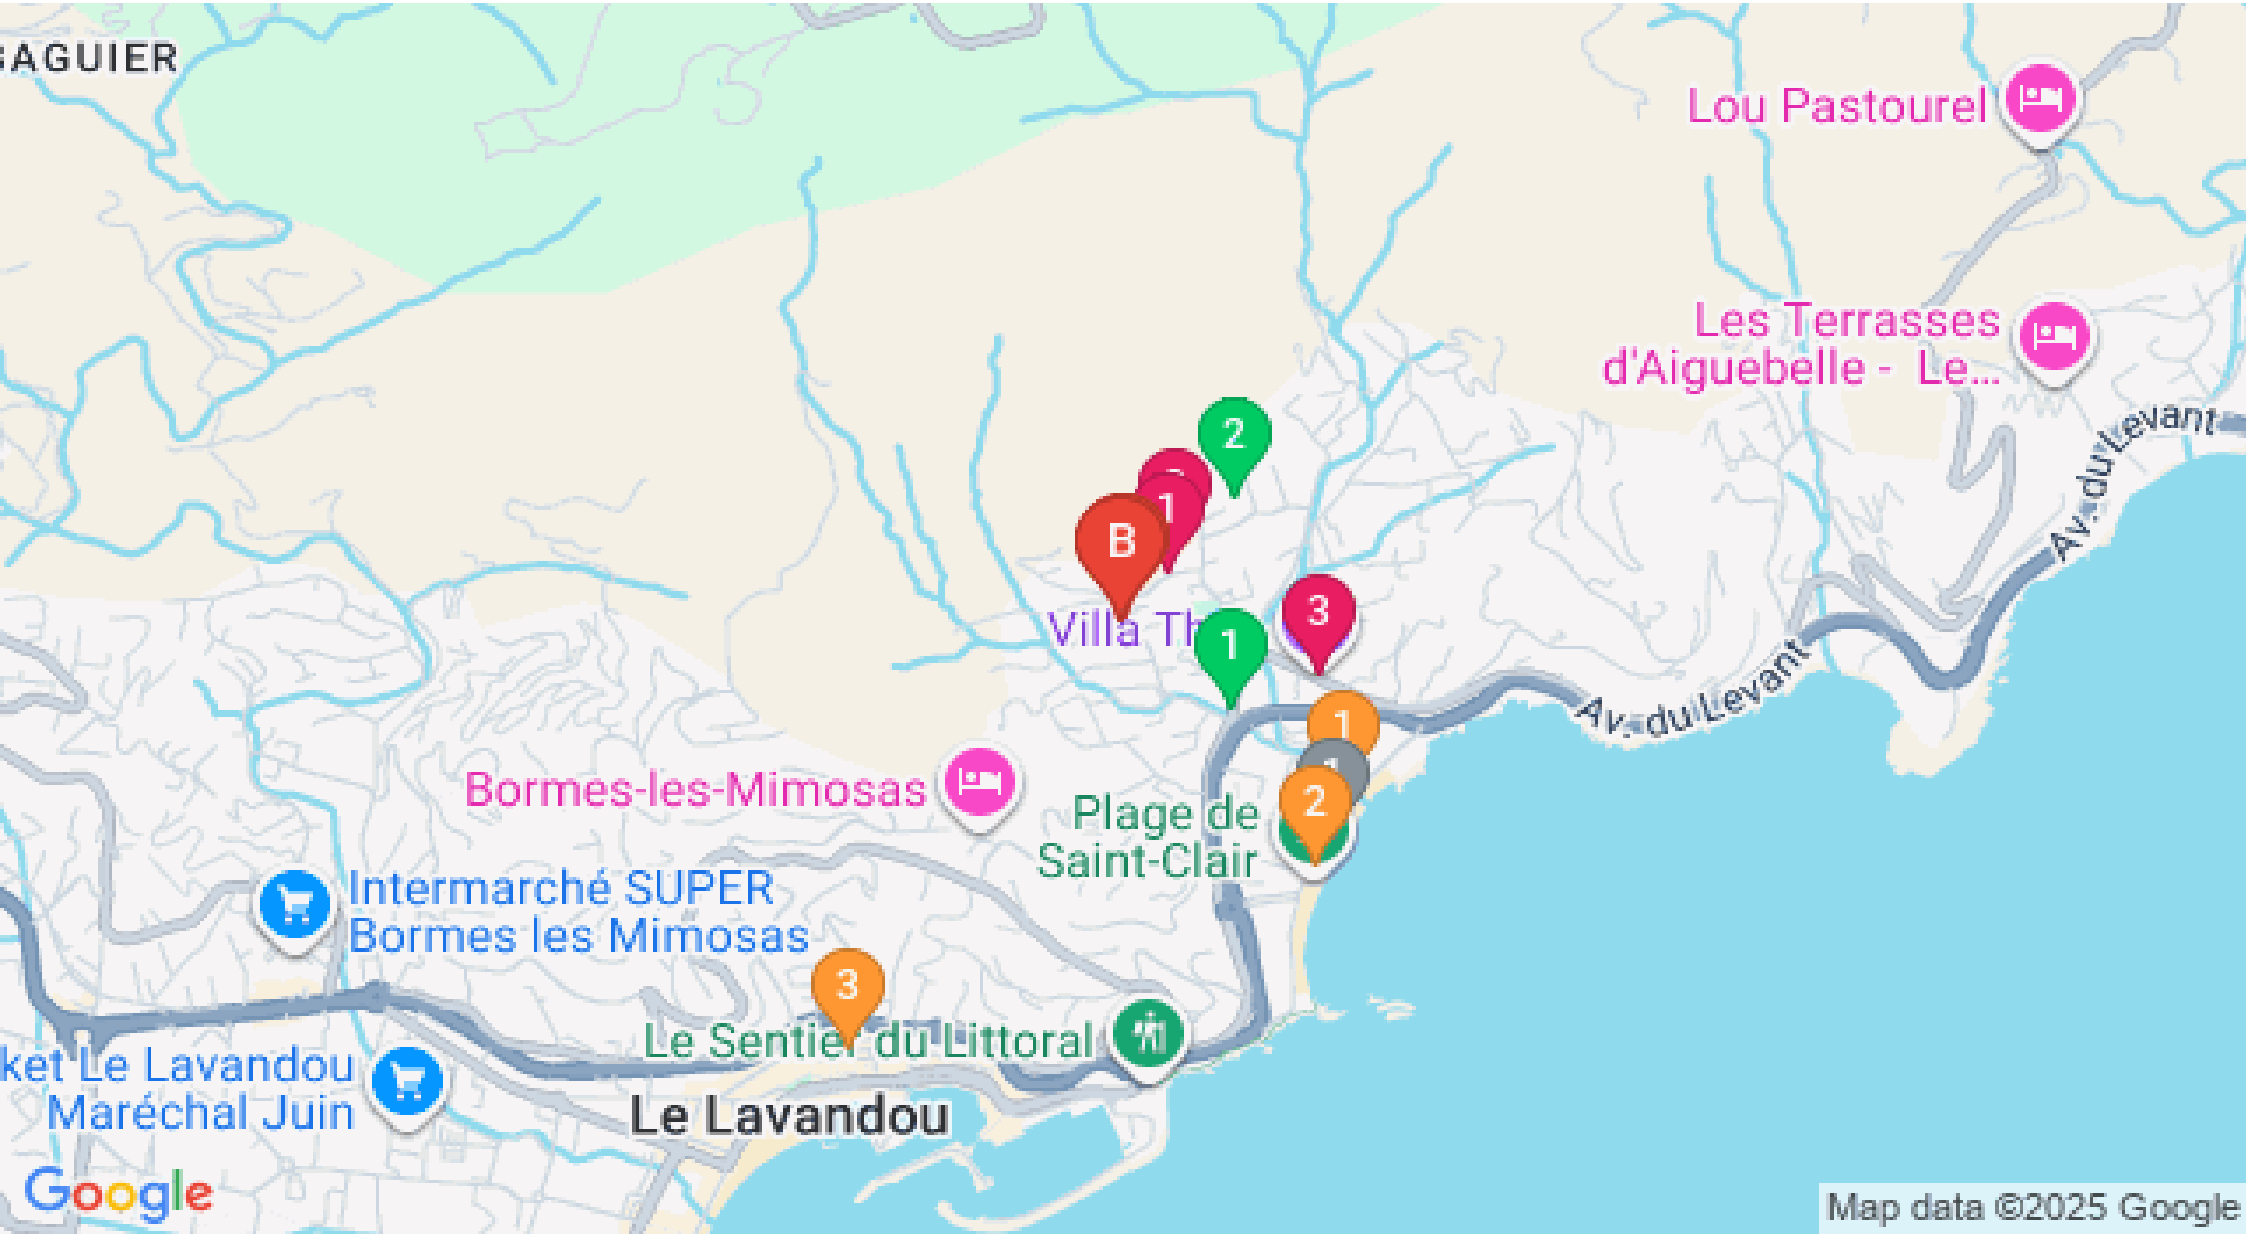 BAGUIER
Lou Pastourel
Les Terrasses
d'Aiguebelle - Le...
Av. du Levant
2
1
B
3
Villa Th
1
Av. du Levant
1
1
2
Bormes-les-Mimosas
Plage de
Saint-Clair
Intermarché SUPER
Bormes les Mimosas
3
Le Sentier du Littoral
ket Le Lavandou
Maréchal Juin
Le Lavandou
Google
Map data ©2025 Google